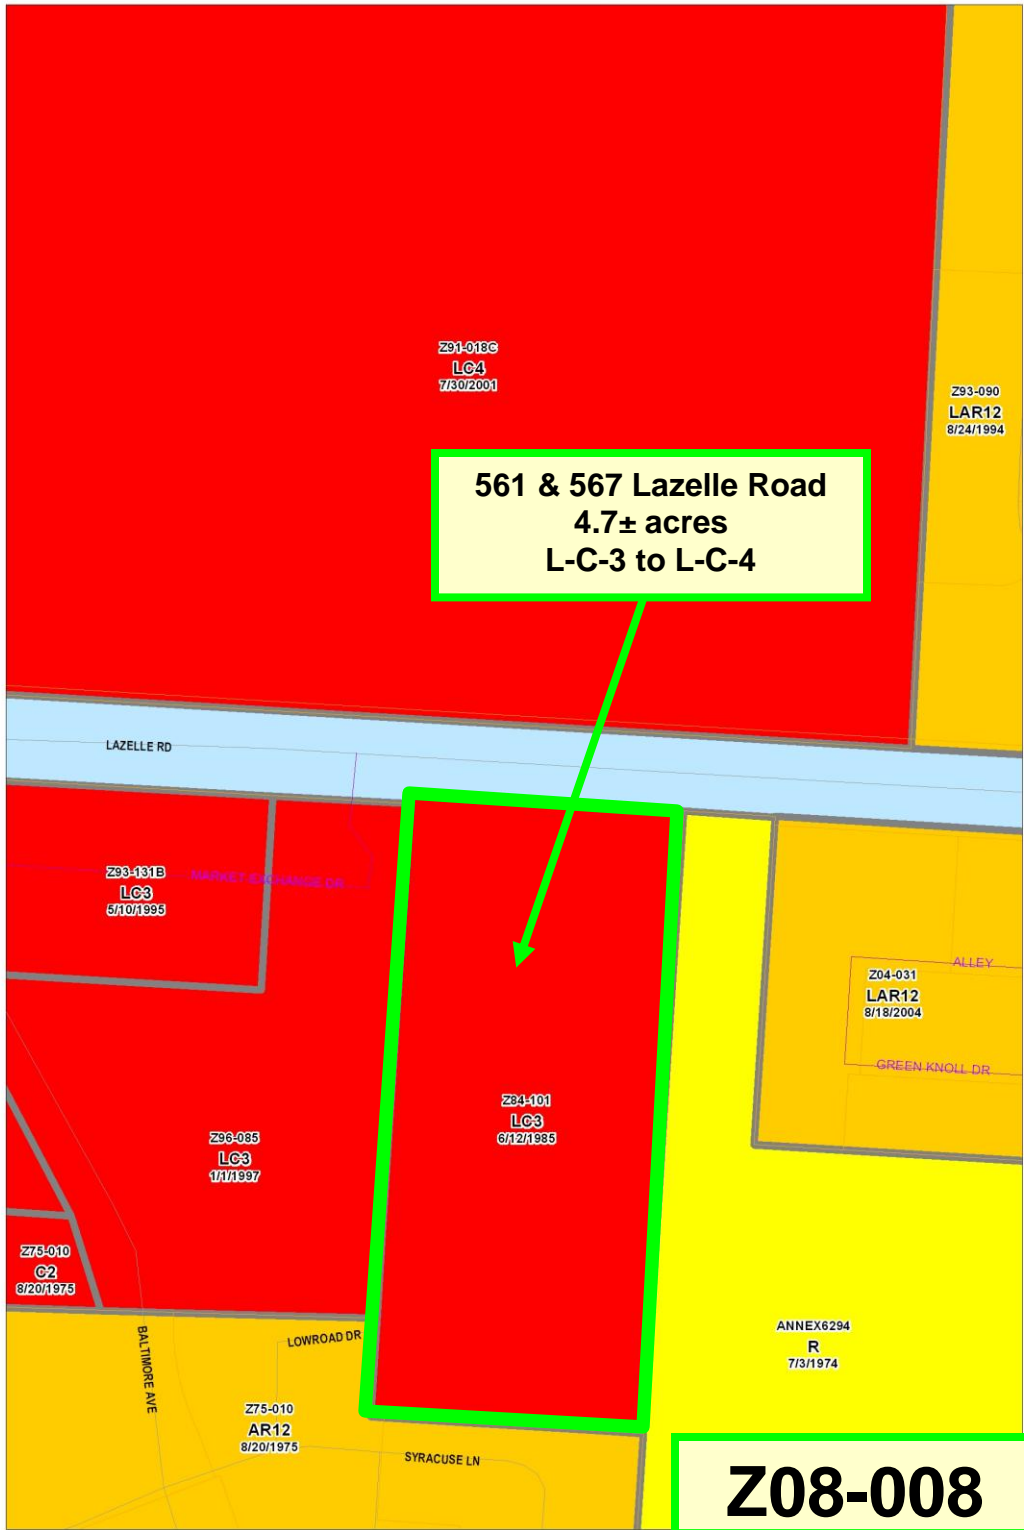 Z91-018C
LC4
7/30/2001
Z93-090
LAR12
8/24/1994
561 & 567 Lazelle Road
4.7± acres
L-C-3 to L-C-4
LAZELLE RD
Z93-131B
LC3
5/10/1995
MARKET EXCHANGE DR
ALLEY
Z04-031
LAR12
8/18/2004
GREEN KNOLL DR
Z84-101
LC3
6/12/1985
Z96-085
LC3
1/1/1997
Z75-010
C2
8/20/1975
BALTIMORE AVE
LOWROAD DR
ANNEX6294
R
7/3/1974
Z75-010
AR12
8/20/1975
SYRACUSE LN
Z08-008